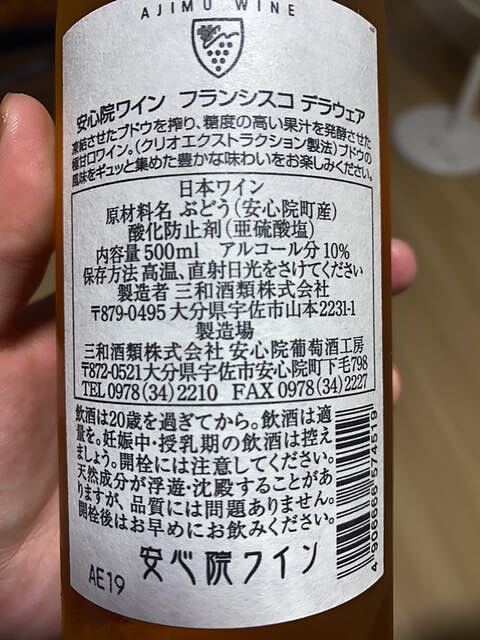 AJIMU WINE
安心院ワイン フランシスコ デラウェア
凍結させたブドウを搾り、糖度の高い果汁を発酵させた
極甘口ワイン。〈クリオエクストラクション製法〉ブドウの
風味をギュッと集めた豊かな味わいをお楽しみください。
日本ワイン
原材料名 ぶどう(安心院町産)
酸化防止剤(亜硫酸塩)
内容量500ml アルコール分10%
保存方法 高温、直射日光をさけてください
製造者 三和酒類株式会社
〒879-0495 大分県宇佐市山本2231-1
製造場
三和酒類株式会社 安心院葡萄酒工房
〒872-0521 大分県宇佐市安心院町下毛798
TEL 0978(34)2210 FAX 0978(34)2227
飲酒は20歳を過ぎてから。飲酒は適
量を。妊娠中・授乳期の飲酒は控え
ましょう。開栓には注意してください。
天然成分が浮遊・沈殿することがあ
りますが、品質には問題ありません。
開栓後はお早めにお飲みください。
4906666574519
安心院ワイン
AE19